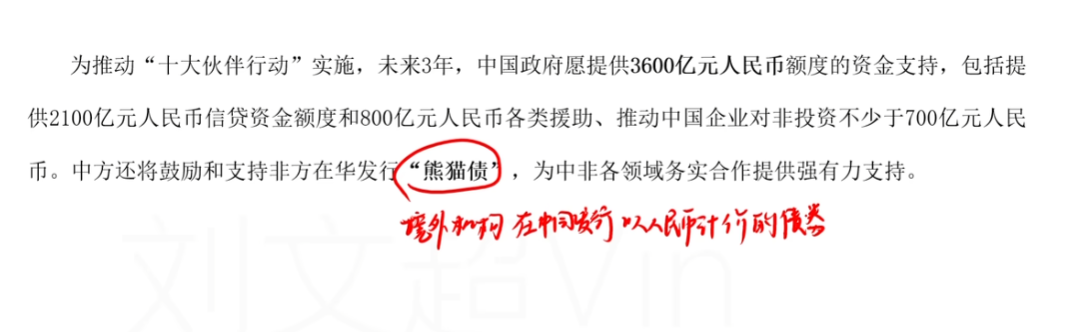 为推动“十大伙伴行动”实施，未来3年，中国政府愿提供3600亿元人民币额度的资金支持，包括提
供2100亿元人民币信贷资金额度和800亿元人民币各类援助、推动中国企业对非投资不少于700亿元人民
币。中方还将鼓励和支持非方在华发行“熊猫债”，为中非各领域务实合作提供强有力支持。
境外机构 在中国发行 以人民币计价的债券
刘文超Vin